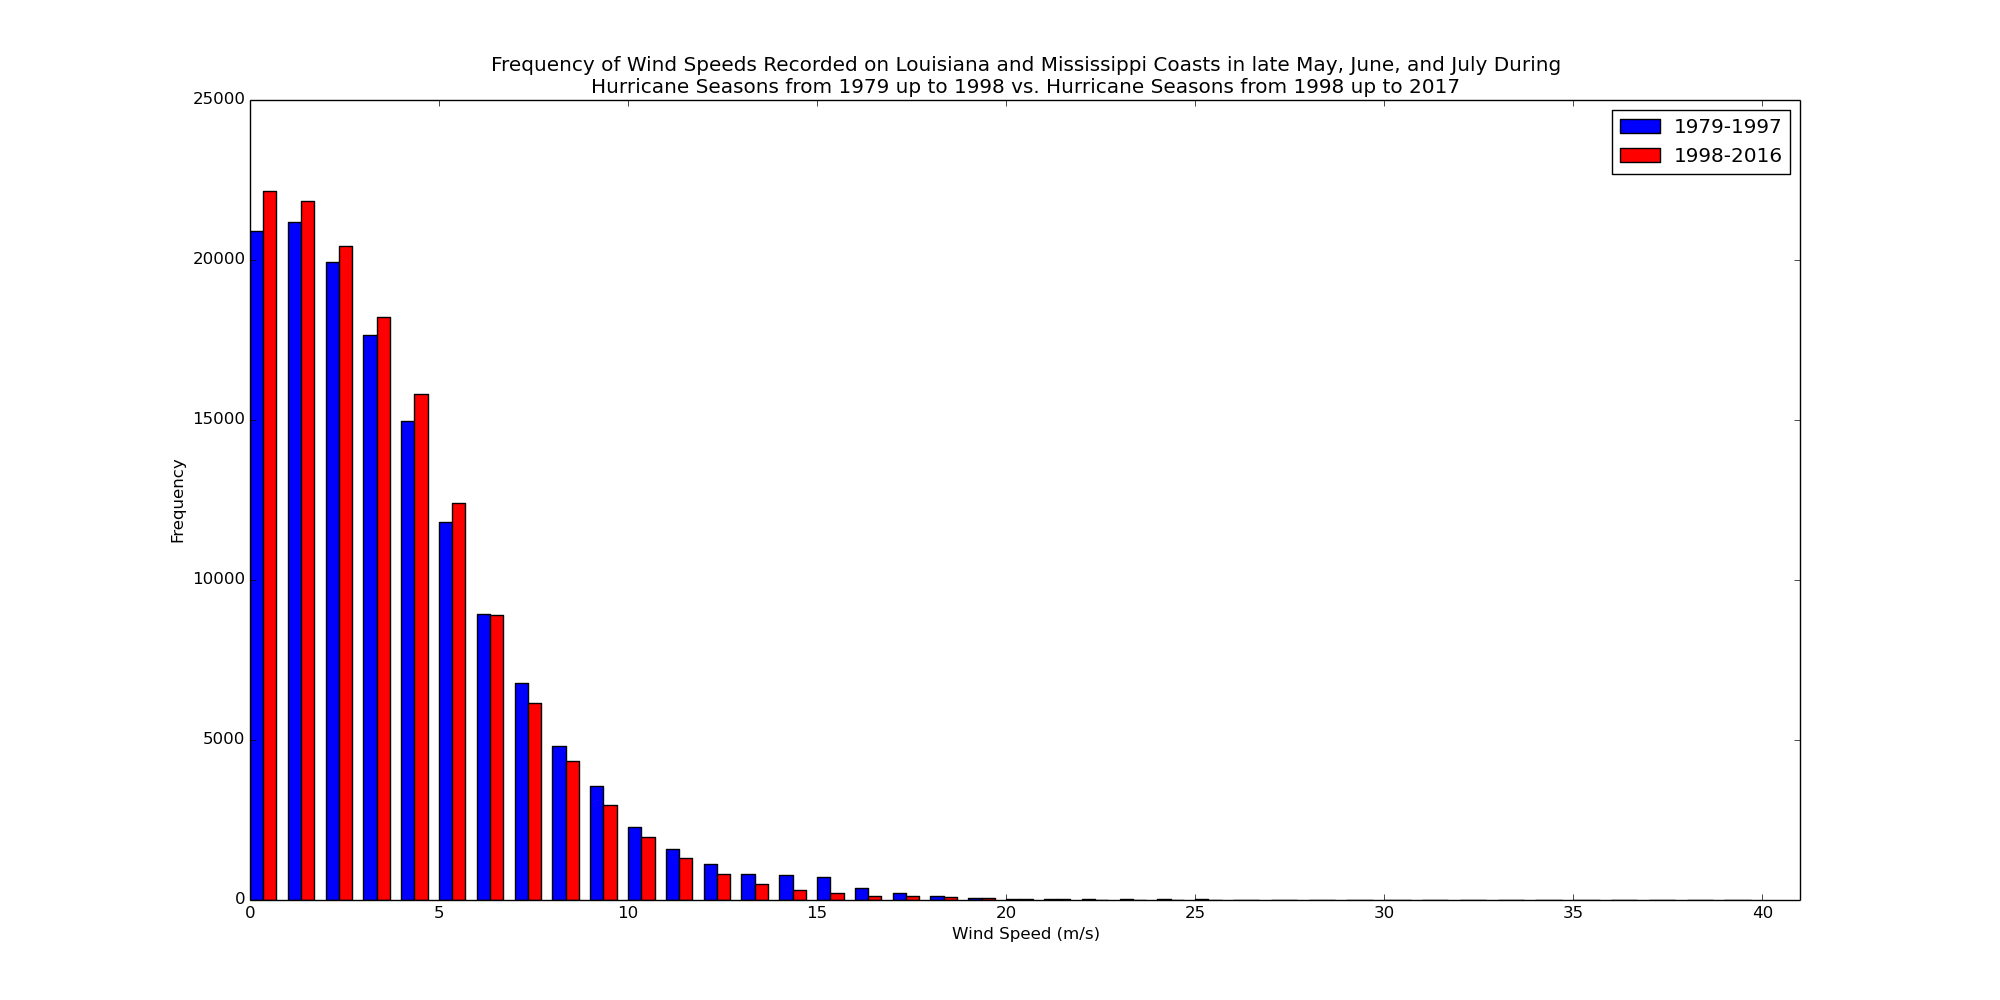 Frequency of Wind Speeds Recorded on Louisiana and Mississippi Coasts in late May, June, and July During
Hurricane Seasons from 1979 up to 1998 vs. Hurricane Seasons from 1998 up to 2017
25000
20000
15000
10000
5000
0
Frequency
1979-1997
1998-2016
0 5 10 15 20 25 30 35 40
Wind Speed (m/s)